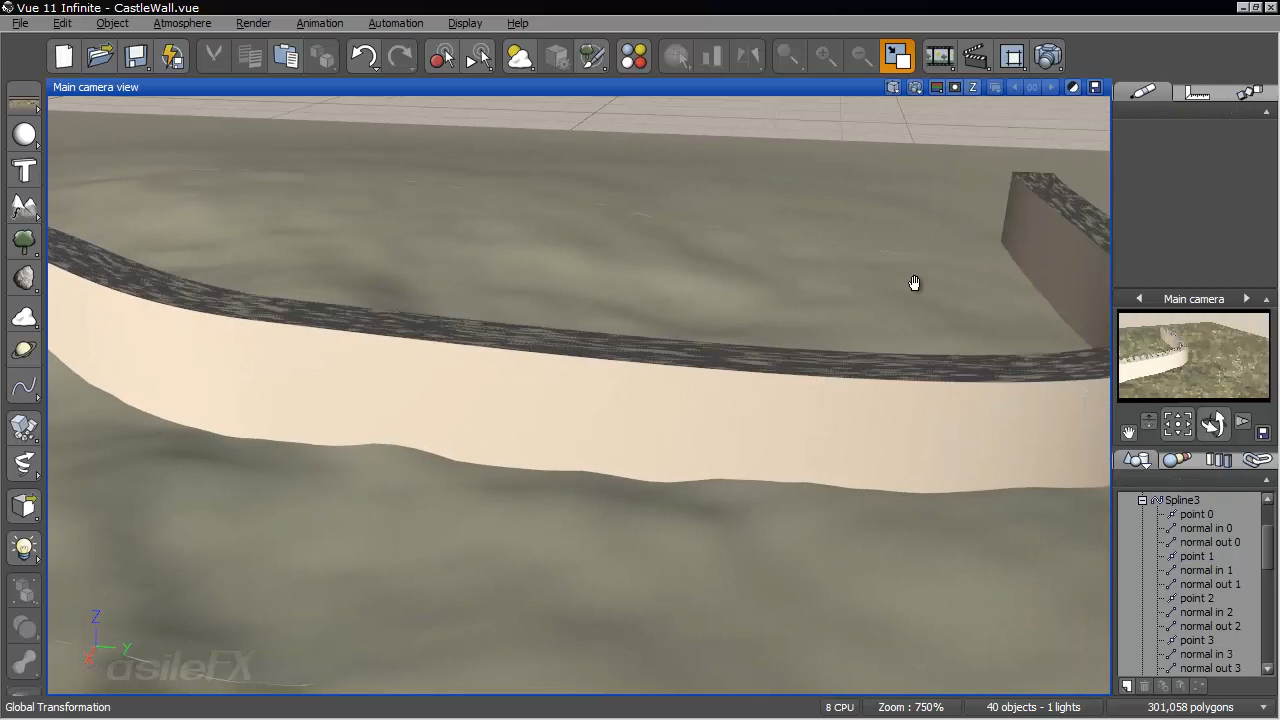 Vue 11 Infinite - CastleWall.vue
File Edit Object Atmosphere Render Animation Automation Display Help
Main camera view
Z
Main camera
Spline3
point 0
normal in 0
normal out 0
point 1
normal in 1
normal out 1
point 2
normal in 2
normal out 2
point 3
normal in 3
normal out 3
Z
Y
X
asileFX
Global Transformation
8 CPU
Zoom : 750%
40 objects - 1 lights
301,058 polygons